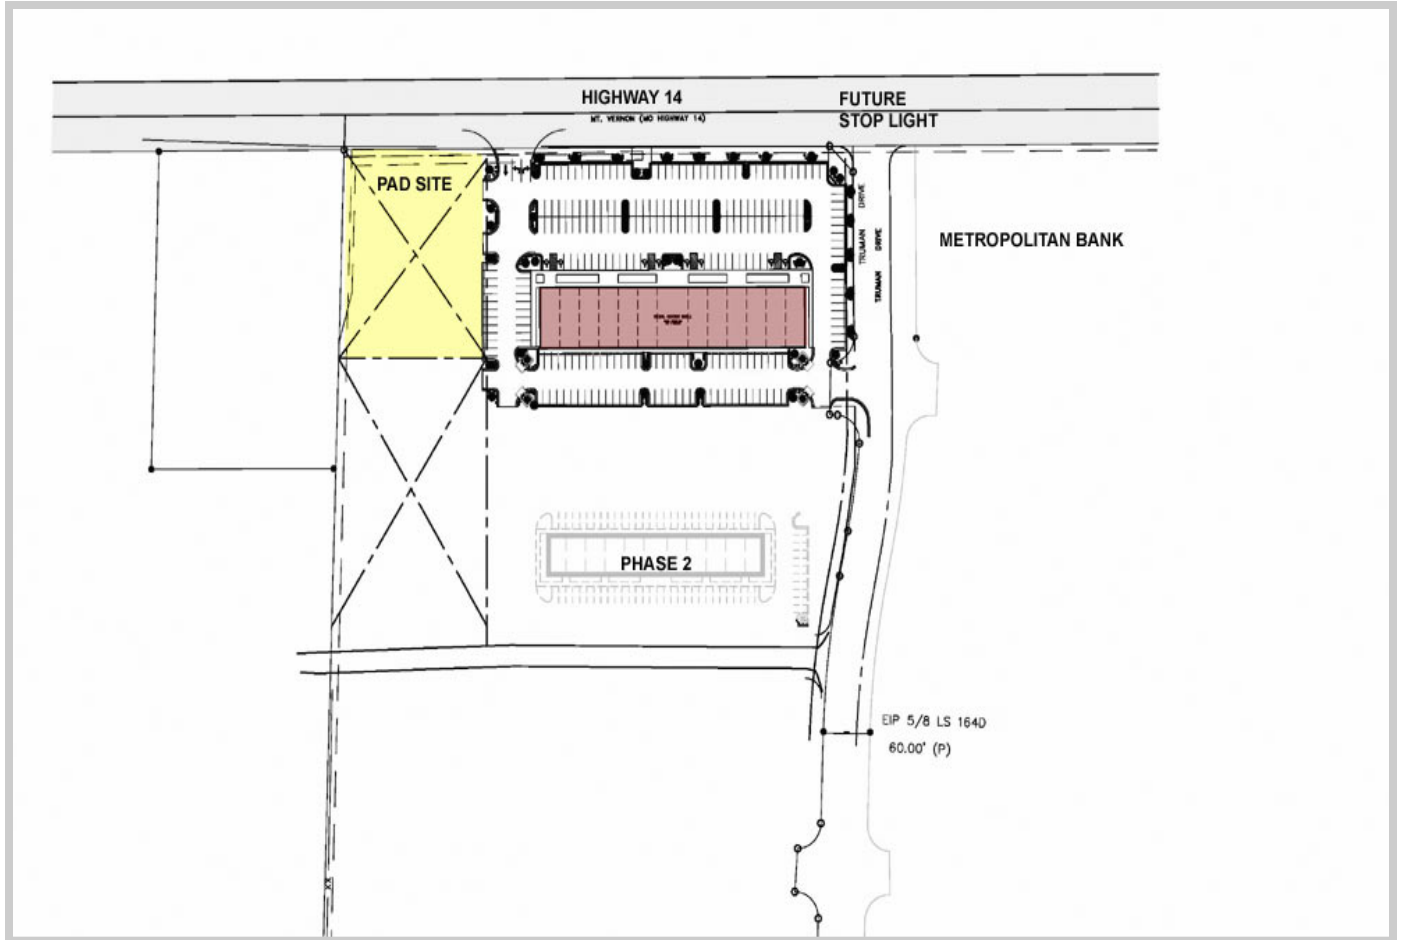 HIGHWAY 14
MT. VERNON (MO HIGHWAY 14)
FUTURE
STOP LIGHT
PAD SITE
TRUMAN DRIVE
TRUMAN DRIVE
METROPOLITAN BANK
PHASE 2
EIP 5/8 LS 164D
60.00' (P)